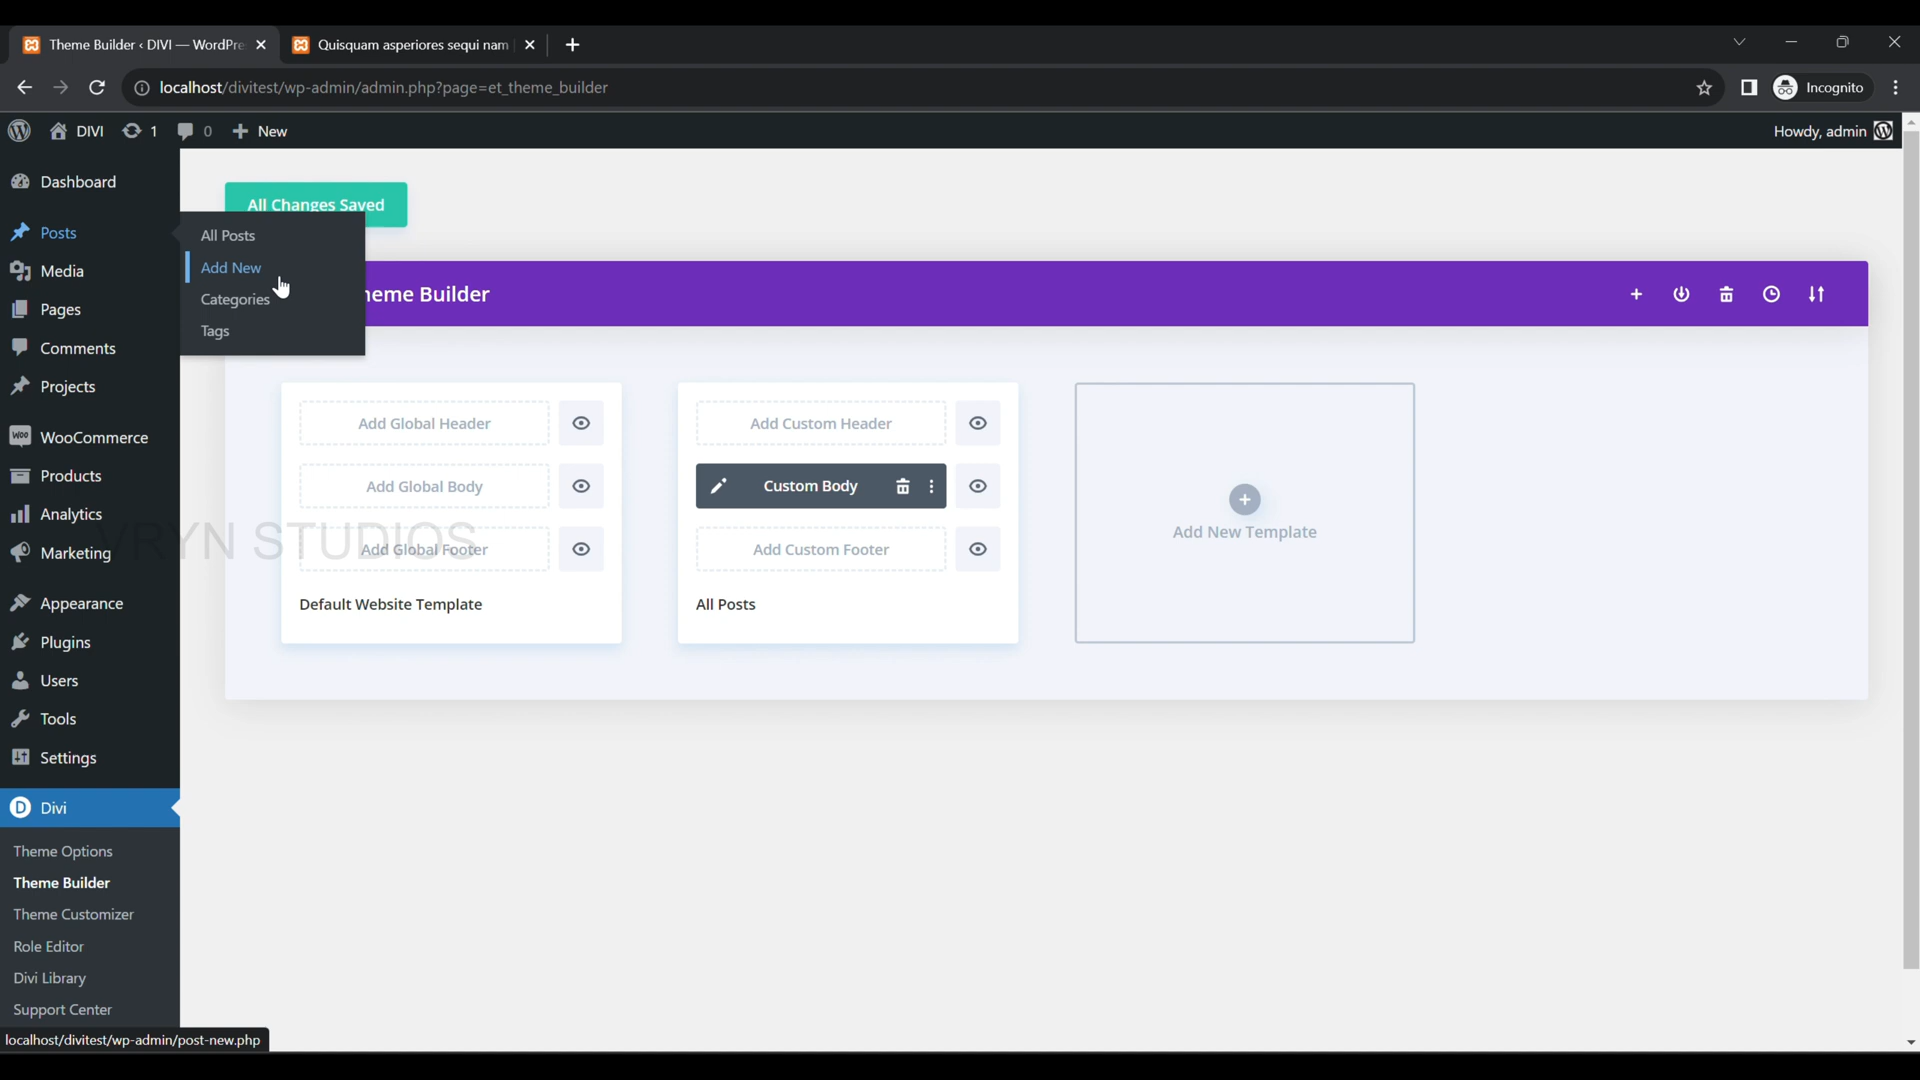 Theme Builder ‹ DIVI — WordPre
Quisquam asperiores sequi nam
localhost/divitest/wp-admin/admin.php?page=et_theme_builder
Incognito
DIVI
1
0
New
Howdy, admin
Dashboard
All Changes Saved
Posts
All Posts
Add New
Categories
Tags
Media
Pages
Comments
Projects
heme Builder
WooCommerce
Products
Analytics
Marketing
VRYN STUDIOS
Add Global Header
Add Global Body
Add Global Footer
Default Website Template
Add Custom Header
Custom Body
Add Custom Footer
All Posts
Add New Template
Appearance
Plugins
Users
Tools
Settings
Divi
Theme Options
Theme Builder
Theme Customizer
Role Editor
Divi Library
Support Center
localhost/divitest/wp-admin/post-new.php